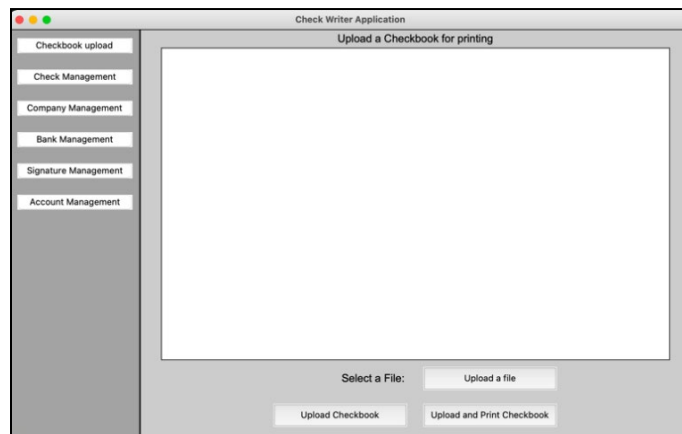 Check Writer Application
Checkbook upload
Check Management
Company Management
Bank Management
Signature Management
Account Management
Upload a Checkbook for printing
Select a File:
Upload a file
Upload Checkbook
Upload and Print Checkbook